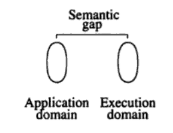 Semantic
gap
Application Execution
domain domain